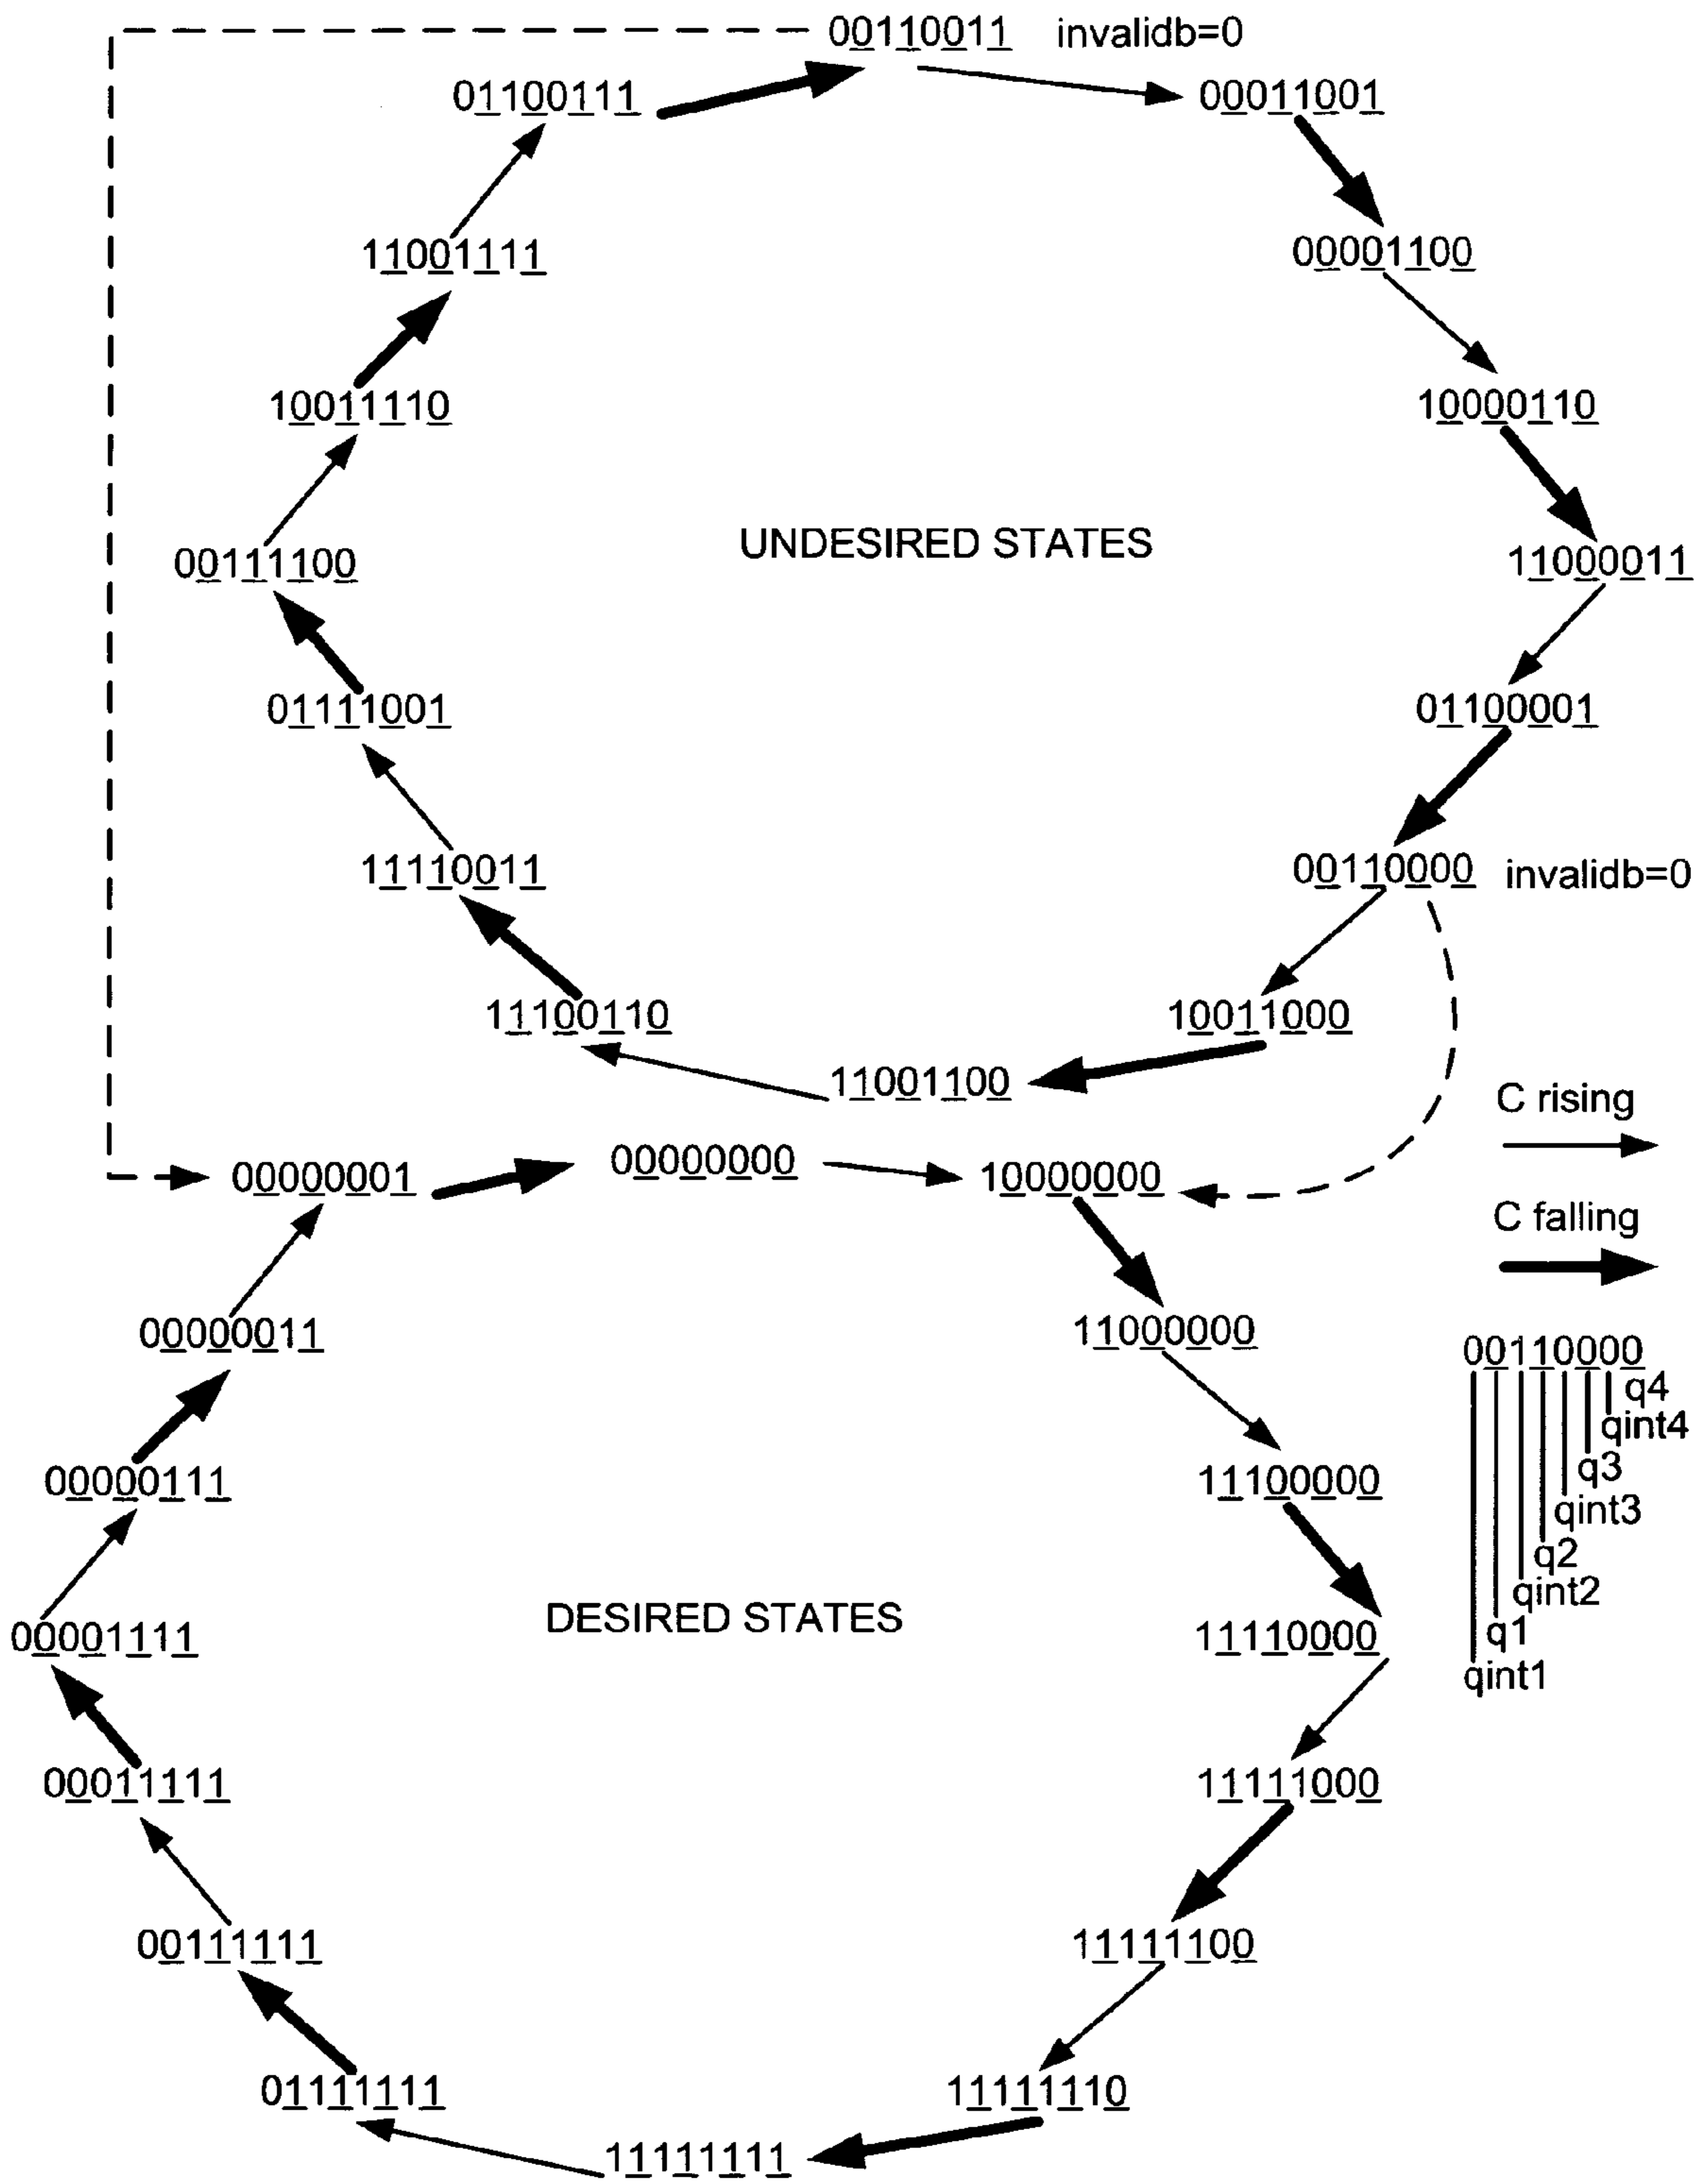 00110011 invalidb=0
01100111
00011001
11001111
00001100
10011110
10000110
UNDESIRED STATES
00111100
11000011
01111001
01100001
11110011
00110000 invalidb=0
11100110
10011000
11001100
C rising
00000001
00000000
10000000
C falling
00000011
11000000
00110000
q4
qint4
q3
qint3
q2
qint2
q1
qint1
00000111
11100000
DESIRED STATES
00001111
11110000
00011111
11111000
00111111
11111100
01111111
11111110
11111111